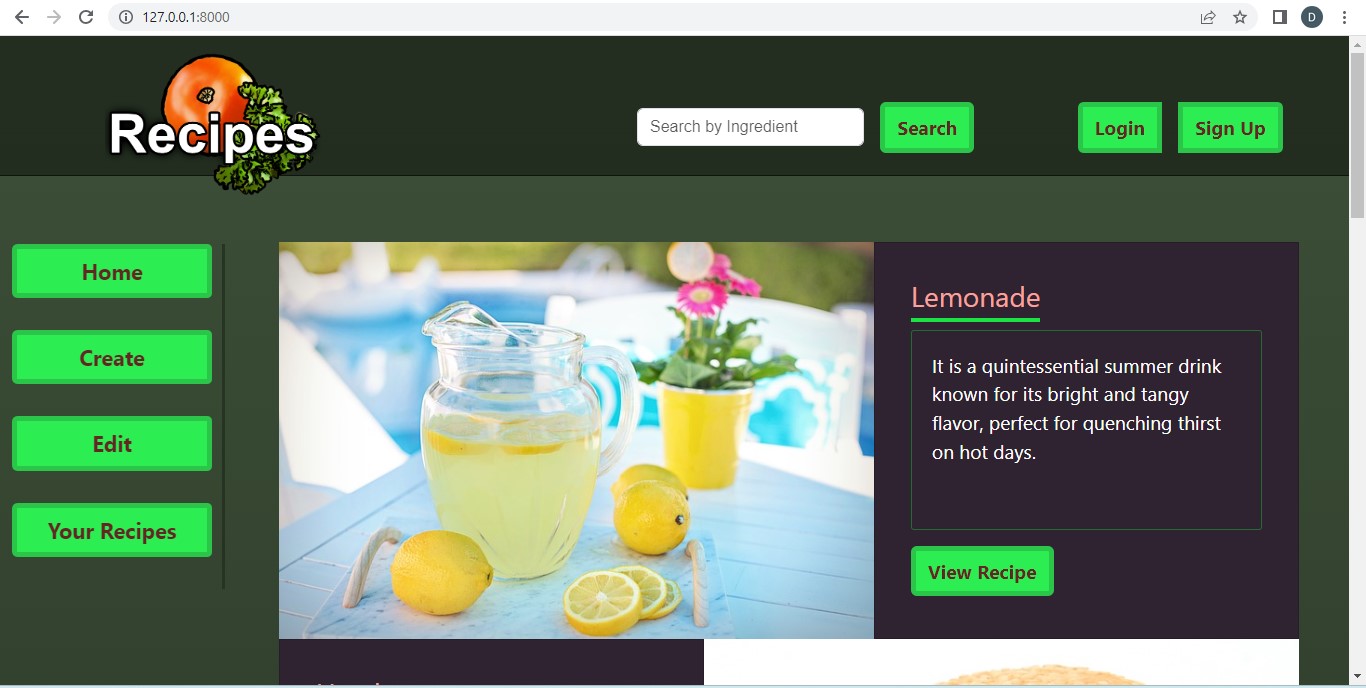 127.0.0.1:8000
D
Recipes
Search by Ingredient
Search
Login
Sign Up
Home
Create
Edit
Your Recipes
Lemonade
It is a quintessential summer drink
known for its bright and tangy
flavor, perfect for quenching thirst
on hot days.
View Recipe